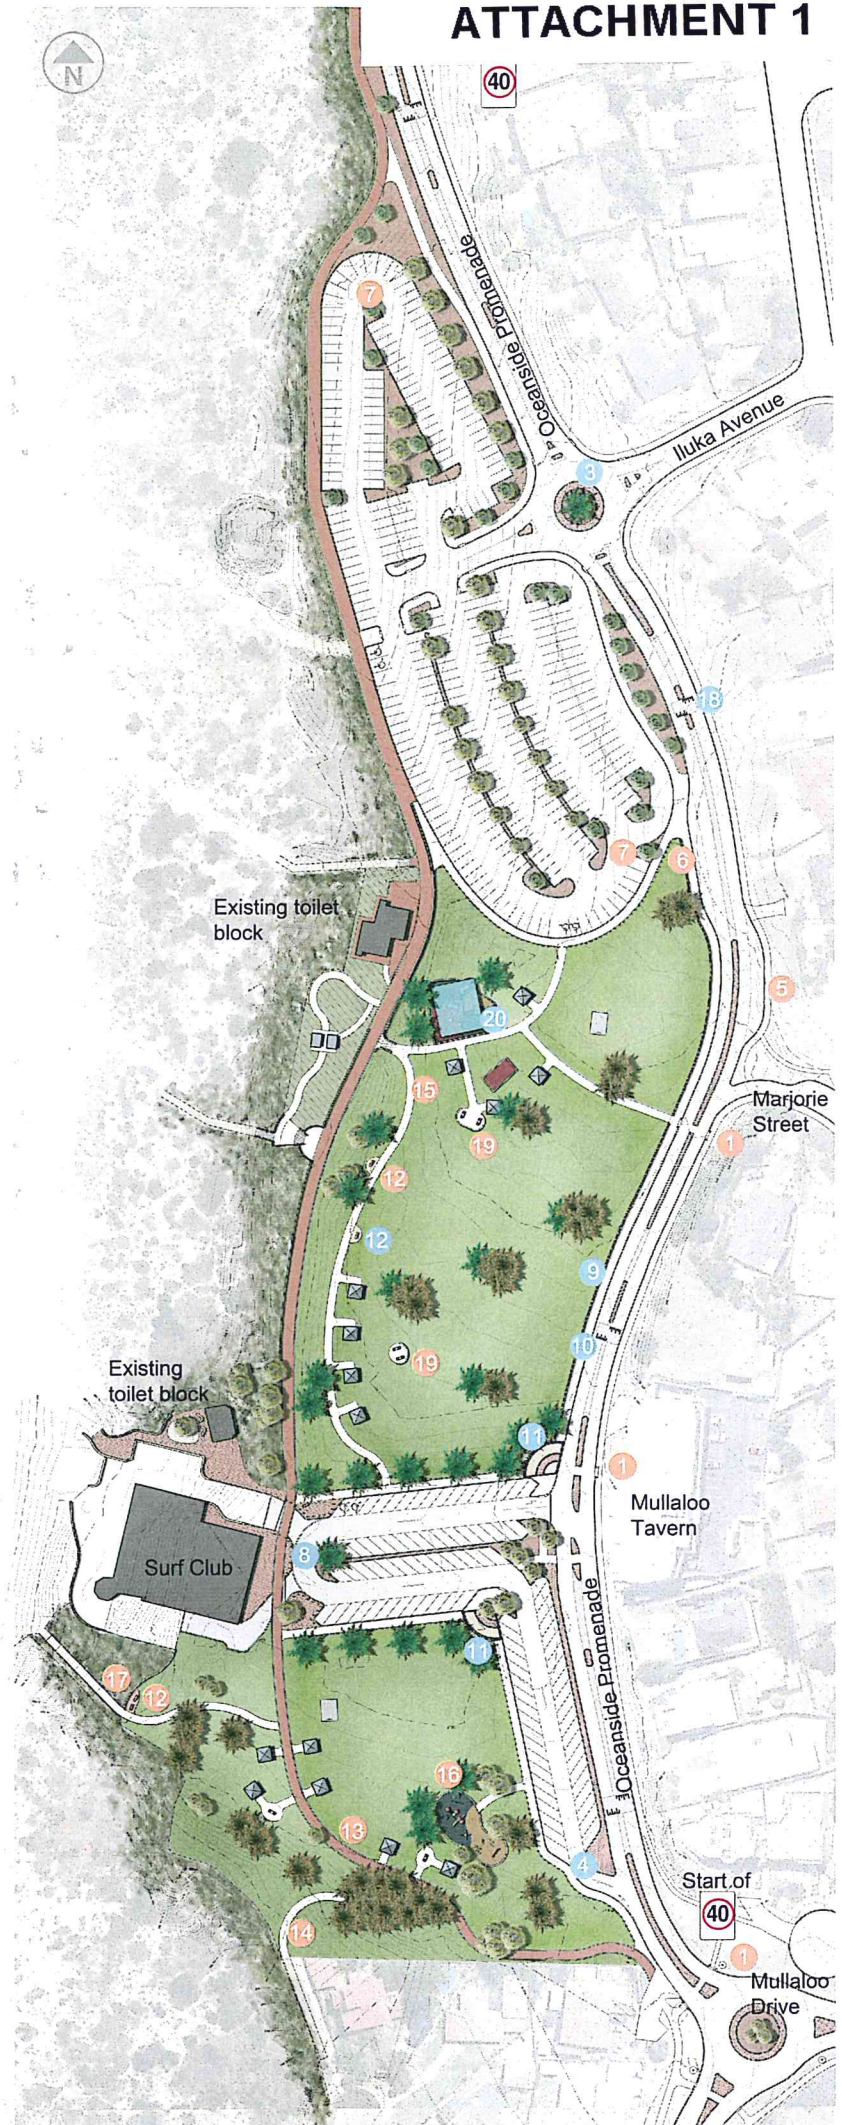 ATTACHMENT 1
N
40
Oceanside Promenade
7
Iluka Avenue
3
18
7
6
Existing toilet
block
5
20
15
Marjorie
Street
1
19
12
12
9
10
19
Existing
toilet block
11
1
Mullaloo
Tavern
8
Surf Club
11
17
12
Oceanside Promenade
16
13
4
Start of
40
14
1
Mullaloo
Drive